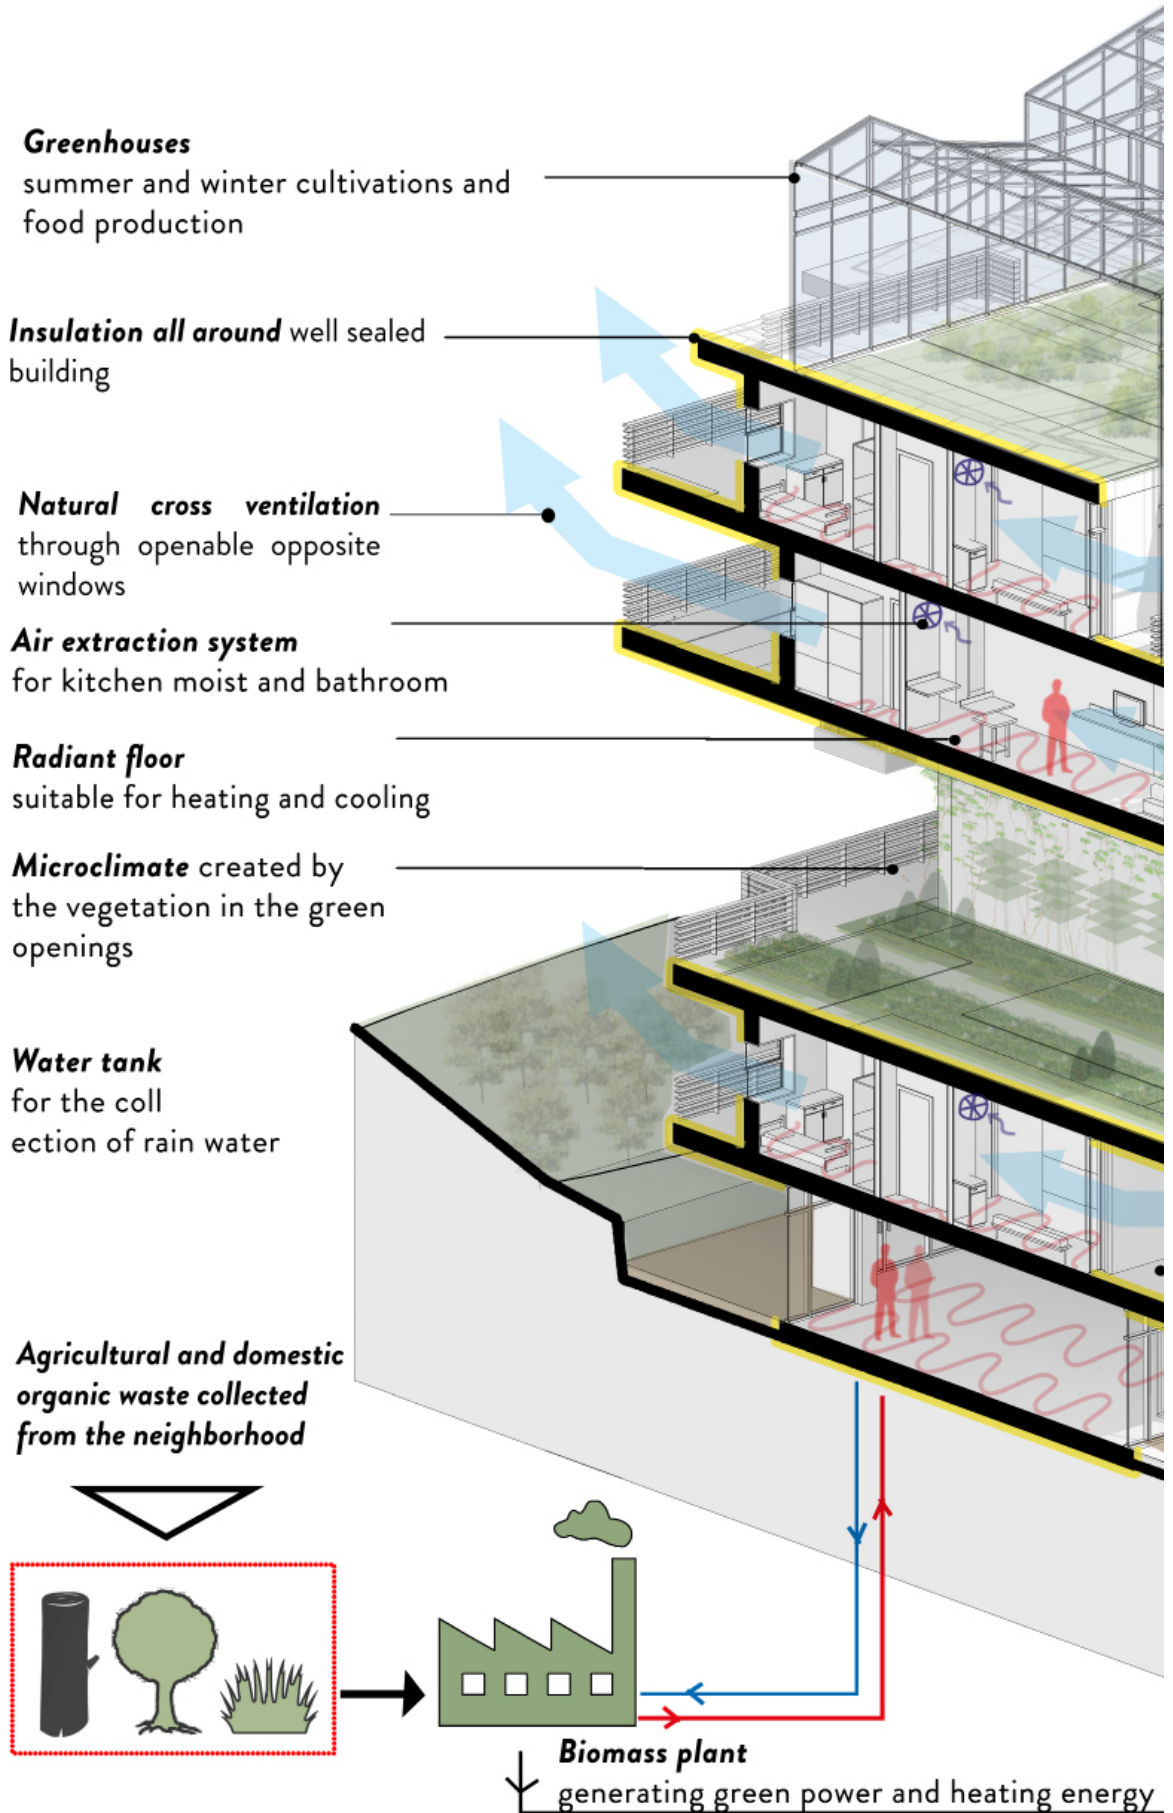 Greenhouses
summer and winter cultivations and
food production
Insulation all around well sealed
building
Natural cross ventilation
through openable opposite
windows
Air extraction system
for kitchen moist and bathroom
Radiant floor
suitable for heating and cooling
Microclimate created by
the vegetation in the green
openings
Water tank
for the coll
ection of rain water
Agricultural and domestic
organic waste collected
from the neighborhood
Biomass plant
generating green power and heating energy